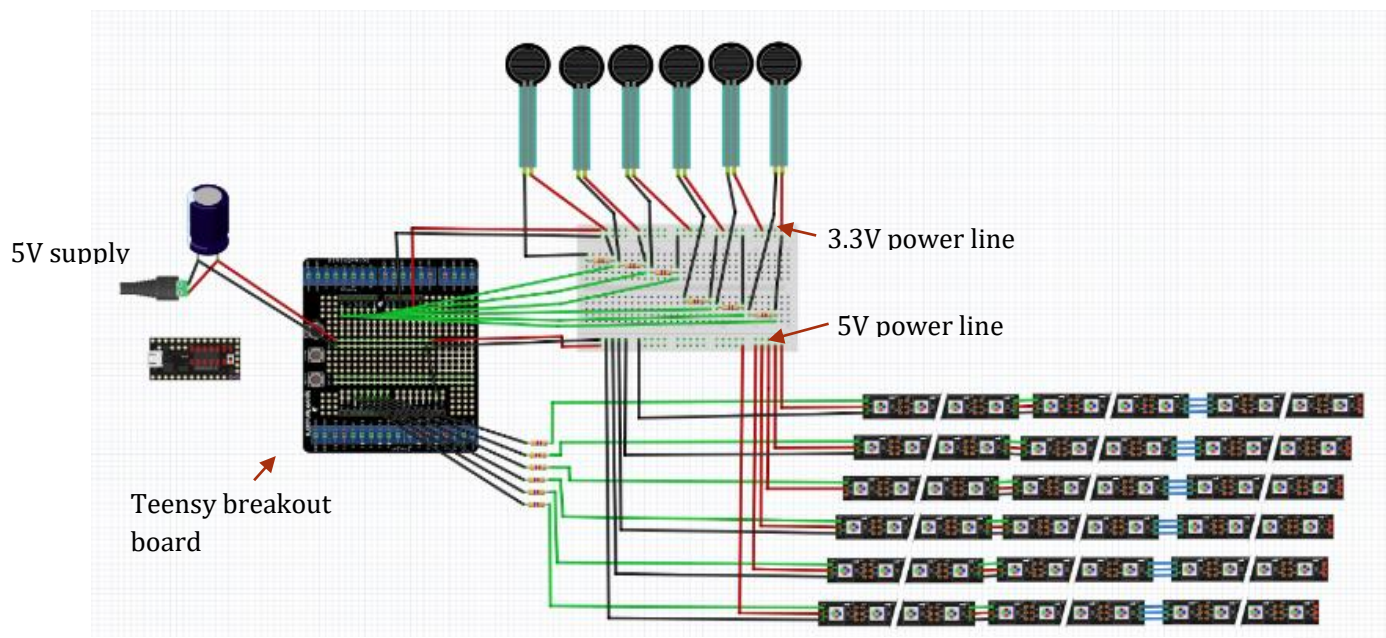 5V supply
3.3V power line
5V power line
Teensy breakout
board